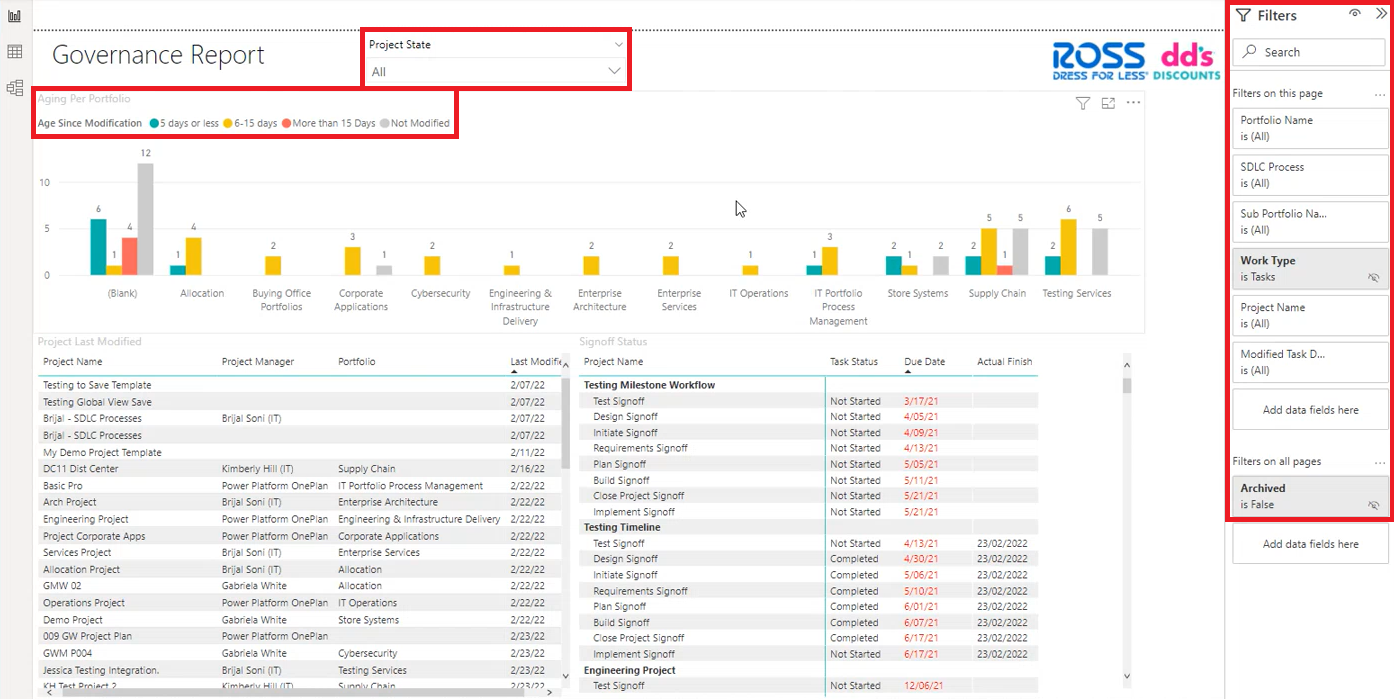 Governance Report
Project State
All
ROSS
DRESS FOR LESS®
dd's
DISCOUNTS
Aging Per Portfolio
Age Since Modification 5 days or less 6-15 days More than 15 Days Not Modified
12
10
6 1 4
1 4
2
3 1
2
1
2
2
1
1 3
2 1 2
2 5 1 5
2 6 5
5
0
(Blank)
Allocation
Buying Office
Portfolios
Corporate
Applications
Cybersecurity
Engineering &
Infrastructure
Delivery
Enterprise
Architecture
Enterprise
Services
IT Operations
IT Portfolio
Process
Management
Store Systems
Supply Chain
Testing Services
Project Last Modified
Project Name Project Manager Portfolio Last Modifie
Testing to Save Template 2/07/22
Testing Global View Save 2/07/22
Brijal - SDLC Processes Brijal Soni (IT) 2/07/22
Brijal - SDLC Processes 2/07/22
My Demo Project Template 2/11/22
DC11 Dist Center Kimberly Hill (IT) Supply Chain 2/16/22
Basic Pro Power Platform OnePlan IT Portfolio Process Management 2/22/22
Arch Project Brijal Soni (IT) Enterprise Architecture 2/22/22
Engineering Project Power Platform OnePlan Engineering & Infrastructure Delivery 2/22/22
Project Corporate Apps Power Platform OnePlan Corporate Applications 2/22/22
Services Project Brijal Soni (IT) Enterprise Services 2/22/22
Allocation Project Brijal Soni (IT) Allocation 2/22/22
GMW 02 Gabriela White Allocation 2/22/22
Operations Project Power Platform OnePlan IT Operations 2/22/22
Demo Project Gabriela White Store Systems 2/22/22
009 GW Project Plan Power Platform OnePlan 2/23/22
GWM P004 Gabriela White Cybersecurity 2/23/22
Jessica Testing Integration. Brijal Soni (IT) Testing Services 2/23/22
KH Test Project 2 Kimberly Hill (IT) Supply Chain 2/23/22
Signoff Status
Project Name Task Status Due Date Actual Finish
Testing Milestone Workflow
Test Signoff Not Started 3/17/21
Design Signoff Not Started 4/05/21
Initiate Signoff Not Started 4/09/21
Requirements Signoff Not Started 4/13/21
Plan Signoff Not Started 5/05/21
Build Signoff Not Started 5/11/21
Close Project Signoff Not Started 5/21/21
Implement Signoff Not Started 5/21/21
Testing Timeline
Test Signoff Not Started 4/13/21 23/02/2022
Design Signoff Completed 4/30/21 23/02/2022
Initiate Signoff Completed 5/06/21 23/02/2022
Requirements Signoff Completed 5/10/21 23/02/2022
Plan Signoff Completed 6/01/21 23/02/2022
Build Signoff Completed 6/07/21 23/02/2022
Close Project Signoff Completed 6/17/21 23/02/2022
Implement Signoff Not Started 6/17/21 23/02/2022
Engineering Project
Test Signoff Not Started 12/06/21
Filters
Search
Filters on this page ...
Portfolio Name
is (All)
SDLC Process
is (All)
Sub Portfolio Na...
is (All)
Work Type
is Tasks
Project Name
is (All)
Modified Task D...
is (All)
Add data fields here
Filters on all pages ...
Archived
is False
Add data fields here